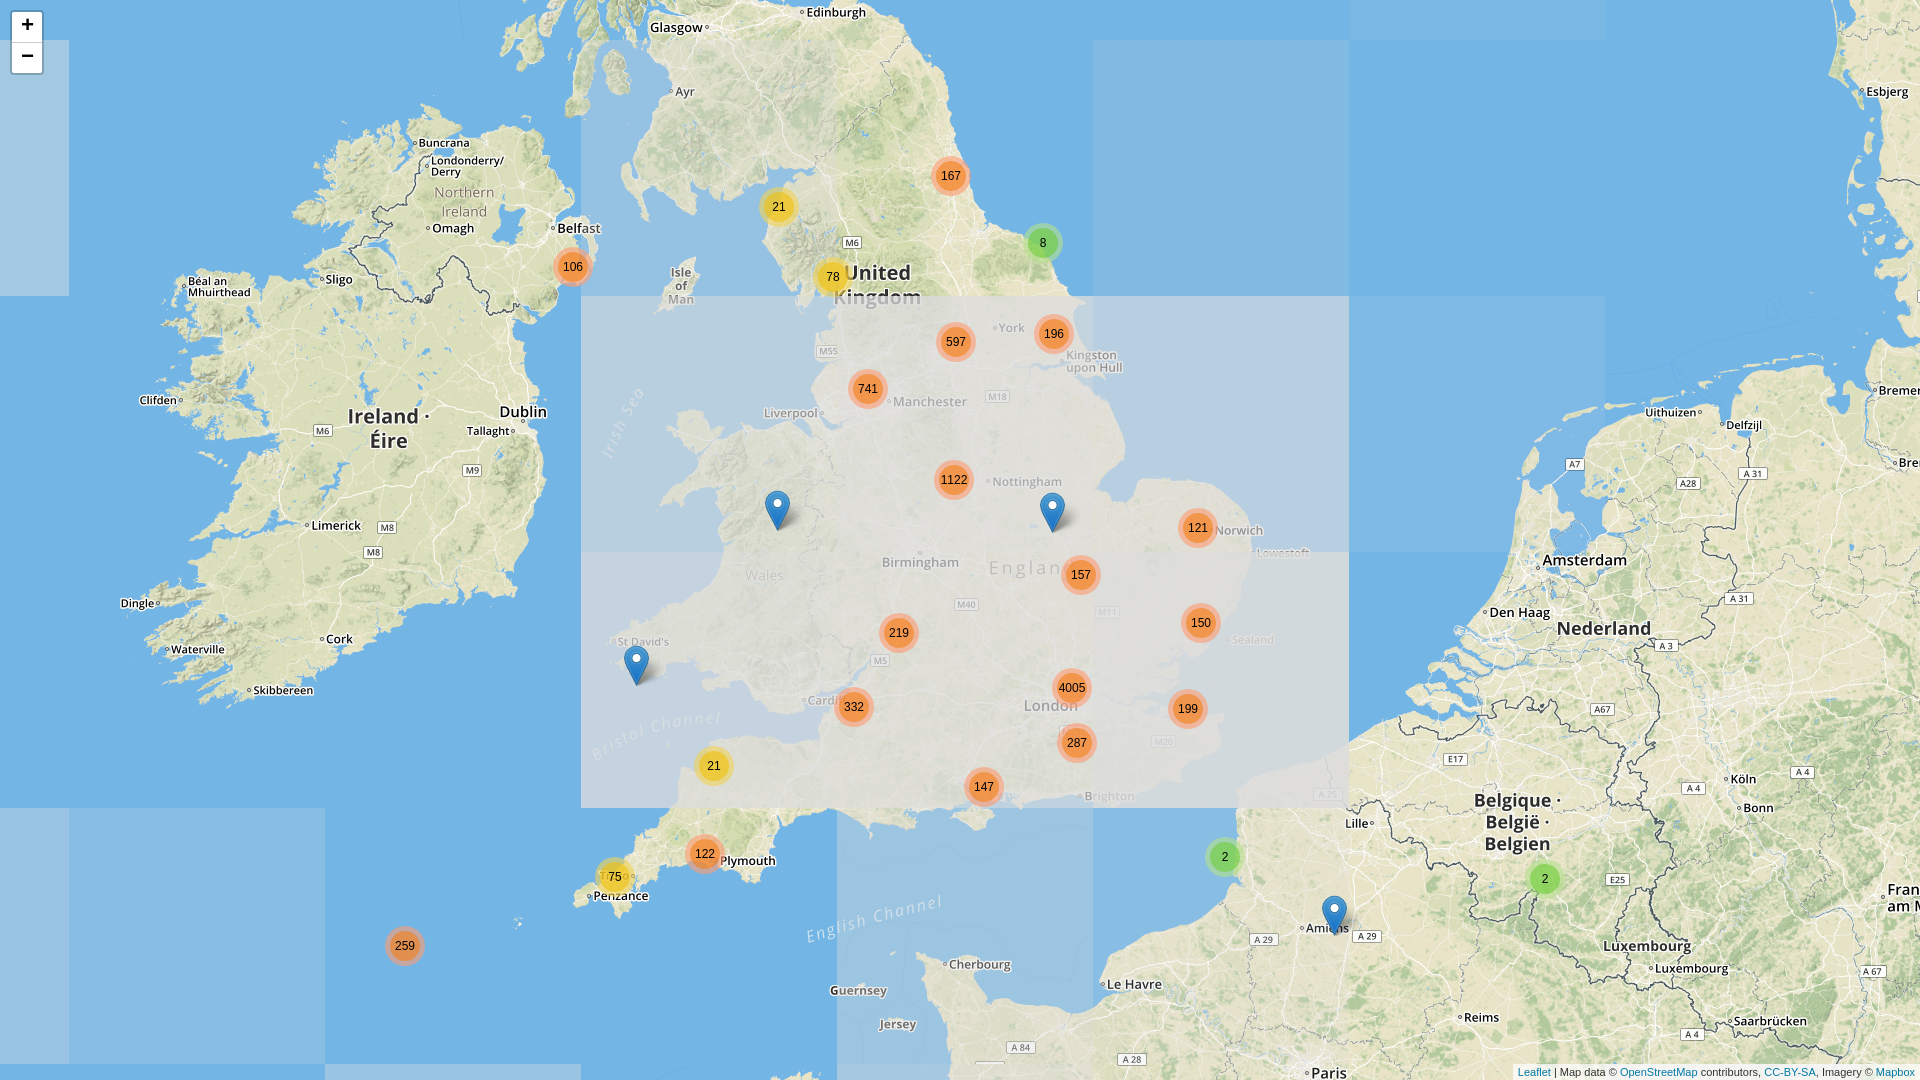 +
−
Glasgow
Edinburgh
Ayr
Esbjerg
Buncrana
Londonderry/
Derry
Northern
Ireland
Omagh
Belfast
167
21
8
M6
106
78
United
Kingdom
Isle
of
Man
Sligo
Béal an
Mhuirthead
York
196
597
M55
Kingston
upon Hull
741
Manchester
M18
Liverpool
Irish Sea
Clifden
Dublin
Tallaght
Ireland ·
Éire
M6
M9
Uithuizen
Delfzijl
Bremer
A7
A 31
A28
Bre
1122
Nottingham
Limerick
M8
M8
121
Norwich
Lowestoft
Amsterdam
Birmingham
England
157
Wales
M40
M11
150
Sealand
Den Haag
A 31
Nederland
A 3
Dingle
Cork
Waterville
Skibbereen
St David's
219
M5
4005
London
199
332
Cardiff
287
M20
Bristol Channel
A67
E17
21
147
Brighton
A 25
Köln
A 4
A 4
Bonn
Belgique ·
België ·
Belgien
Lille
122
Plymouth
75
Penzance
2
2
E25
Fran
am M
English Channel
Amiens
A 29
A 29
259
Luxembourg
Luxembourg
A 67
Cherbourg
Le Havre
Guernsey
Jersey
Reims
Saarbrücken
A 84
A 28
A 4
Paris
Leaflet | Map data © OpenStreetMap contributors, CC-BY-SA, Imagery © Mapbox